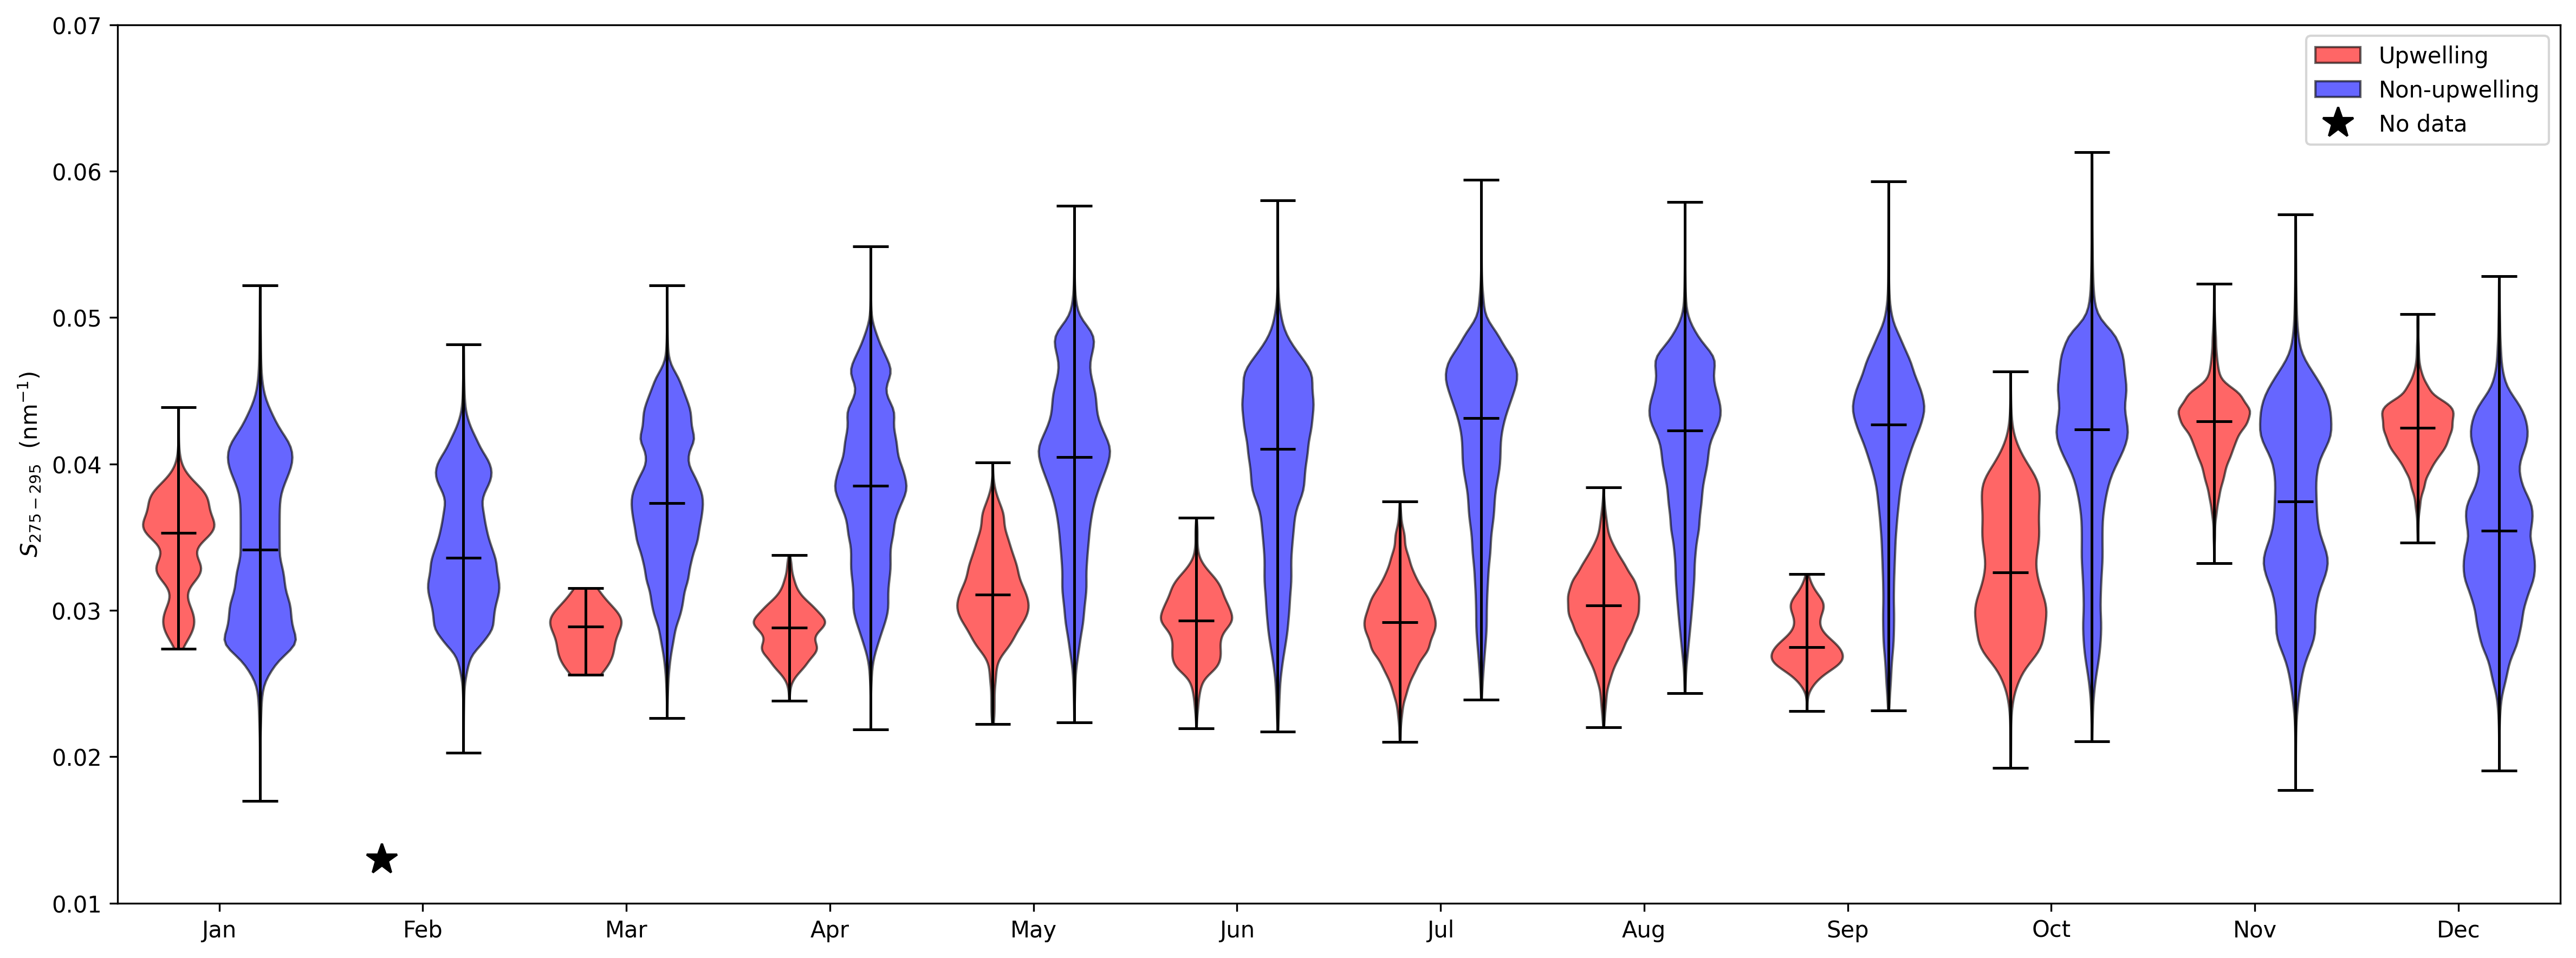 0.07
0.06
0.05
0.04
0.03
0.02
0.01
S275−295 (nm−1)
Upwelling
Non-upwelling
No data
Jan Feb Mar Apr May Jun Jul Aug Sep Oct Nov Dec